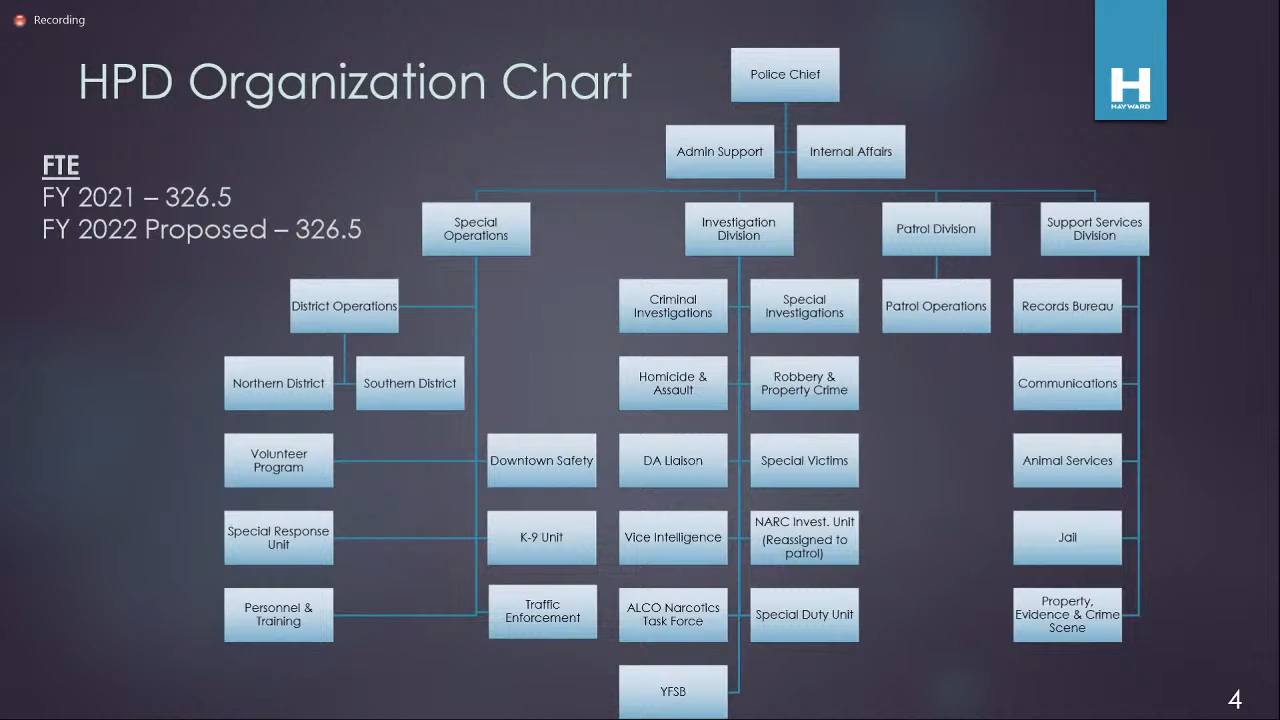 Recording
HPD Organization Chart
Police Chief
H
HAYWARD
Admin Support
Internal Affairs
FTE
FY 2021 – 326.5
FY 2022 Proposed – 326.5
Special
Operations
Investigation
Division
Patrol Division
Support Services
Division
District Operations
Criminal
Investigations
Special
Investigations
Patrol Operations
Records Bureau
Northern District
Southern District
Homicide &
Assault
Robbery &
Property Crime
Communications
Volunteer
Program
Downtown Safety
DA Liaison
Special Victims
Animal Services
Special Response
Unit
K-9 Unit
Vice Intelligence
NARC Invest. Unit
(Reassigned to
patrol)
Jail
Personnel &
Training
Traffic
Enforcement
ALCO Narcotics
Task Force
Special Duty Unit
Property,
Evidence & Crime
Scene
YFSB
4